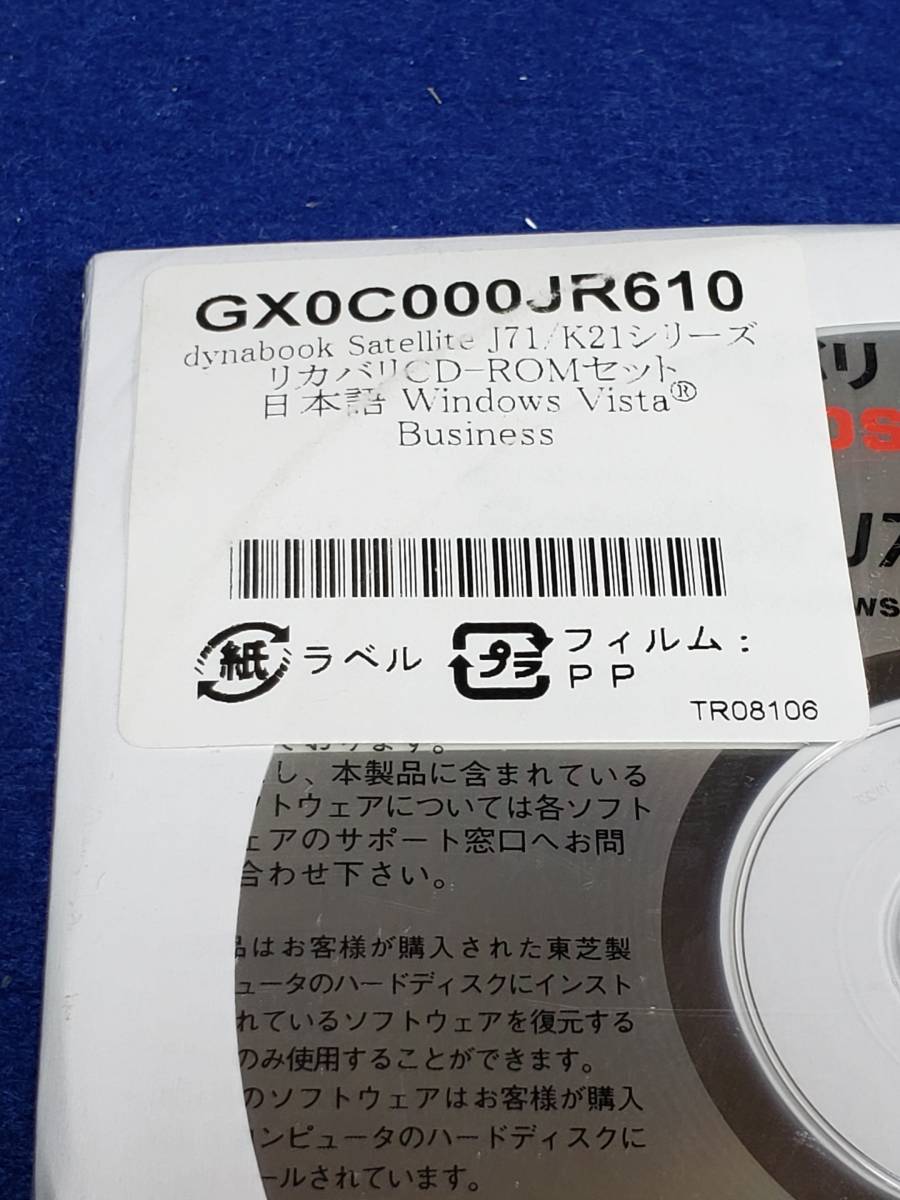 GX0C000JR610
dynabook Satellite J71/K21シリーズ
リカバリCD-ROMセット
日本語 Windows Vista®
Business
紙 ラベル プラ フィルム:
PP
TR08106
リ
J7
ております。
し、本製品に含まれている
フトウェアについては各ソフト
ェアのサポート窓口へお問
合わせ下さい。
品はお客様が購入された東芝製
ュータのハードディスクにインスト
れているソフトウェアを復元する
のみ使用することができます。
のソフトウェアはお客様が購入
コンピュータのハードディスクに
ールされています。